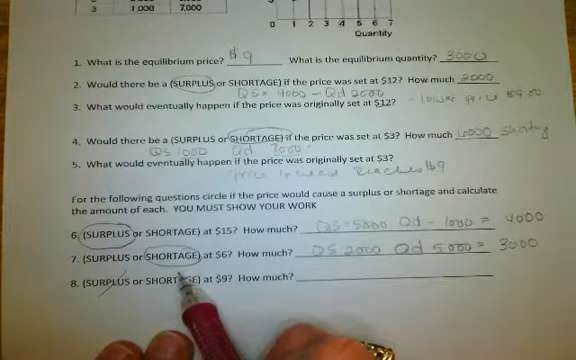 3 1,000 7,000
0 1 2 3 4 5 6 7
Quantity
1. What is the equilibrium price? $9 What is the equilibrium quantity? 3000
2. Would there be a (SURPLUS or SHORTAGE) if the price was set at $12? How much 2000
QS = 4000 - Qd 2000
3. What would eventually happen if the price was originally set at $12? - lower price $9.00
4. Would there be a (SURPLUS or SHORTAGE) if the price was set at $3? How much 6000 shortage
QS 1000 Qd 7000
5. What would eventually happen if the price was originally set at $3?
price increase Reaches $9
For the following questions circle if the price would cause a surplus or shortage and calculate
the amount of each. YOU MUST SHOW YOUR WORK
6. (SURPLUS or SHORTAGE) at $15? How much? QS = 5000 Qd - 1000 = 4000
7. (SURPLUS or SHORTAGE) at $6? How much? QS 2000 Qd 5000 = 3000
8. (SURPLUS or SHORTAGE) at $9? How much?